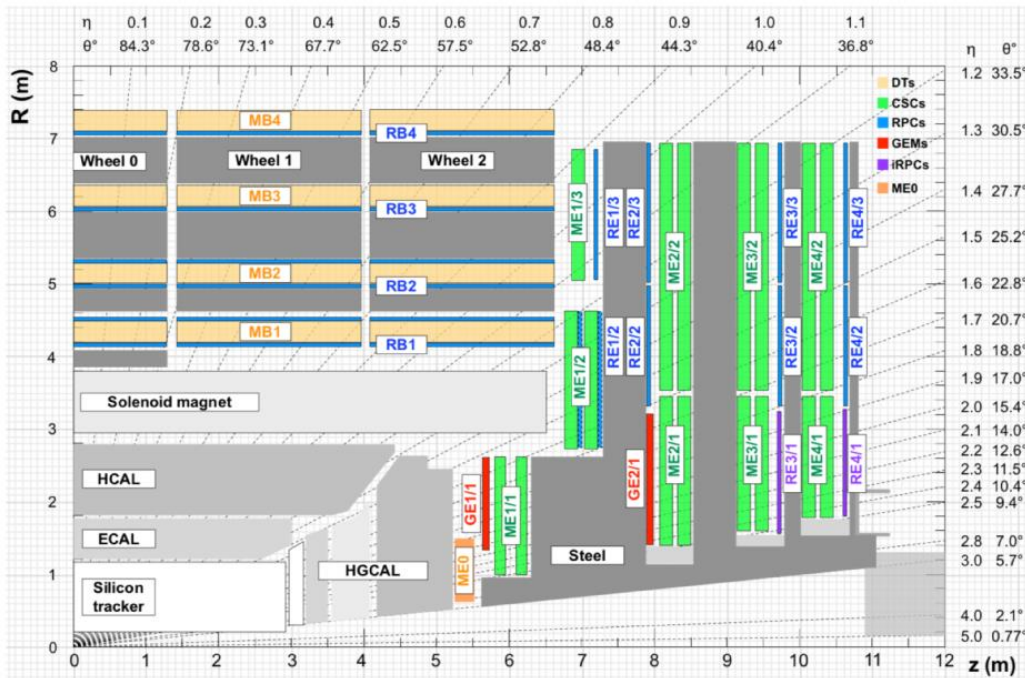 η 0.1 0.2 0.3 0.4 0.5 0.6 0.7 0.8 0.9 1.0 1.1
θ° 84.3° 78.6° 73.1° 67.7° 62.5° 57.5° 52.8° 48.4° 44.3° 40.4° 36.8° η θ°
R (m)
8
7
6
5
4
3
2
1
0
1.2 33.5°
1.3 30.5°
1.4 27.7°
1.5 25.2°
1.6 22.8°
1.7 20.7°
1.8 18.8°
1.9 17.0°
2.0 15.4°
2.1 14.0°
2.2 12.6°
2.3 11.5°
2.4 10.4°
2.5 9.4°
2.8 7.0°
3.0 5.7°
4.0 2.1°
5.0 0.77°
DTs
CSCs
RPCs
GEMs
iRPCs
ME0
MB4
RB4
Wheel 0 Wheel 1 Wheel 2
MB3
RB3
MB2
RB2
MB1
RB1
Solenoid magnet
HCAL
ECAL
Silicon
tracker
HGCAL
Steel
ME0
GE1/1
ME1/1
ME1/2
ME1/3
RE1/3
RE2/3
RE1/2
RE2/2
GE2/1
ME2/2
ME2/1
ME3/2
ME3/1
RE3/3
RE3/2
RE3/1
ME4/2
ME4/1
RE4/3
RE4/2
RE4/1
0 1 2 3 4 5 6 7 8 9 10 11 12
z (m)